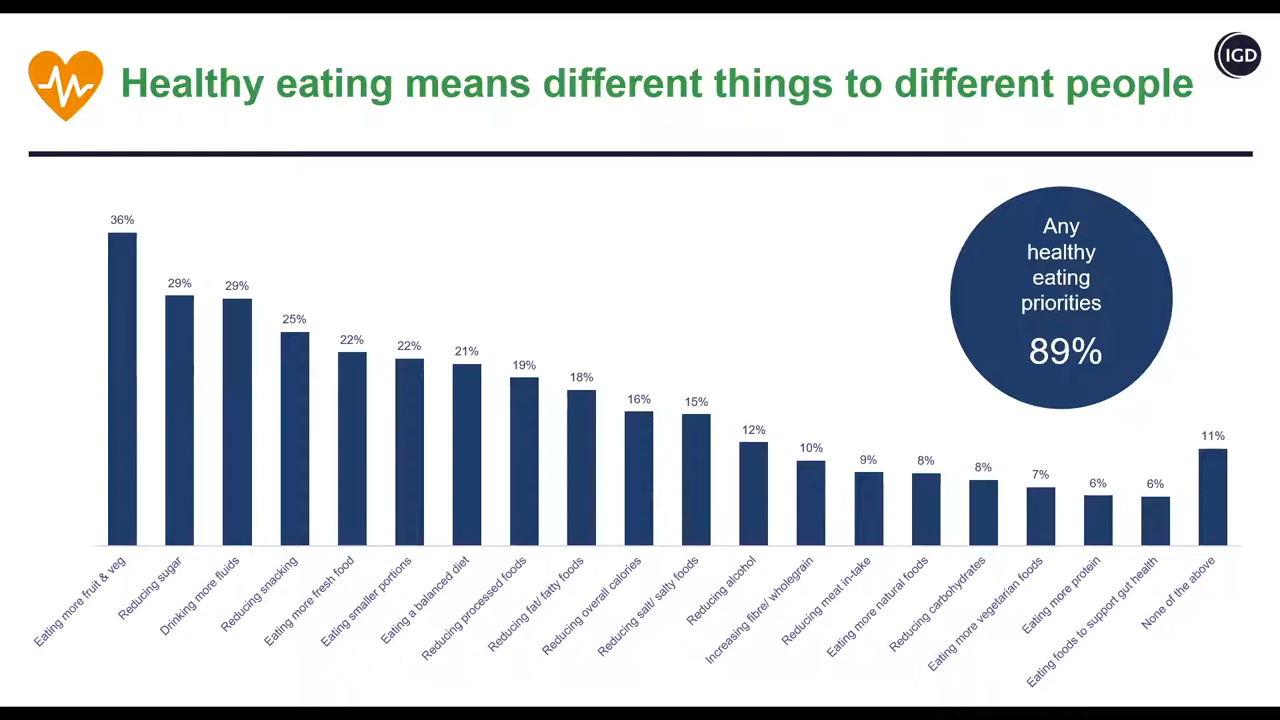 IGD
Healthy eating means different things to different people
Any
healthy
eating
priorities
89%
36%
29%
29%
25%
22%
22%
21%
19%
18%
16%
15%
12%
10%
9%
8%
8%
7%
6%
6%
11%
Eating more fruit & veg
Reducing sugar
Drinking more fluids
Reducing snacking
Eating more fresh food
Eating smaller portions
Eating a balanced diet
Reducing processed foods
Reducing fat/ fatty foods
Reducing overall calories
Reducing salt/ salty foods
Reducing alcohol
Increasing fibre/ wholegrain
Reducing meat in-take
Eating more natural foods
Reducing carbohydrates
Eating more vegetarian foods
Eating more protein
Eating foods to support gut health
None of the above